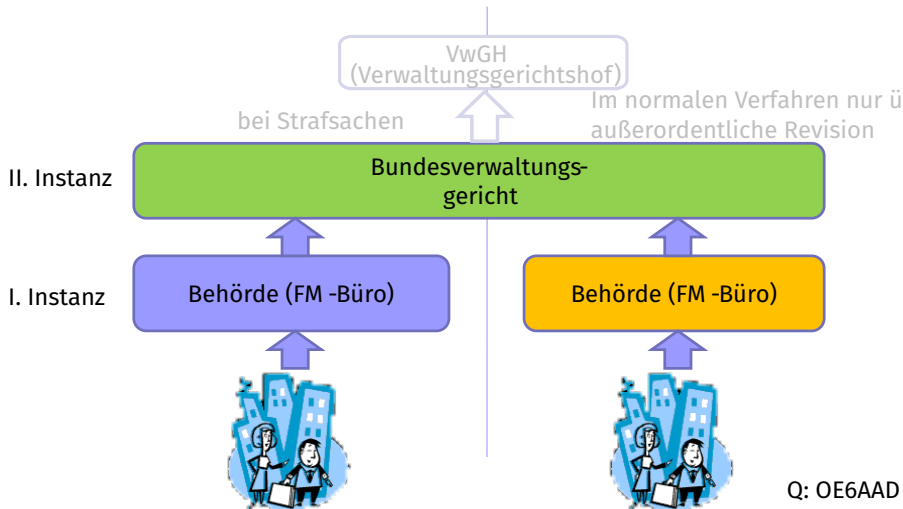 VwGH
(Verwaltungsgerichtshof)
bei Strafsachen
Im normalen Verfahren nur ü
außerordentliche Revision
II. Instanz
Bundesverwaltungs-
gericht
I. Instanz
Behörde (FM -Büro)
Behörde (FM -Büro)
Q: OE6AAD